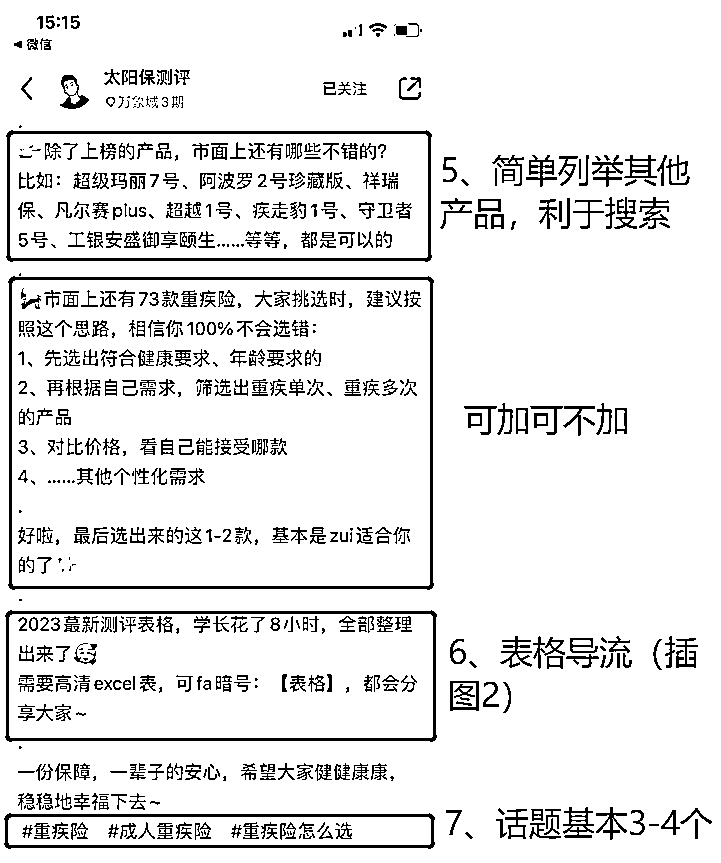 15:15
微信
太阳保测评
万象城3期
已关注
除了上榜的产品，市面上还有哪些不错的？
比如：超级玛丽7号、阿波罗2号珍藏版、祥瑞
保、凡尔赛plus、超越1号、疾走豹1号、守卫者
5号、工银安盛御享颐生……等等，都是可以的
5、简单列举其他
产品，利于搜索
市面上还有73款重疾险，大家挑选时，建议按
照这个思路，相信你100%不会选错：
1、先选出符合健康要求、年龄要求的
2、再根据自己需求，筛选出重疾单次、重疾多次
的产品
3、对比价格，看自己能接受哪款
4、……其他个性化需求
.
好啦，最后选出来的这1-2款，基本是zui适合你
的了
可加可不加
.
2023最新测评表格，学长花了8小时，全部整理
出来了
需要高清excel表，可fa暗号：【表格】，都会分
享大家~
6、表格导流（插
图2）
.
一份保障，一辈子的安心，希望大家健健康康，
稳稳地幸福下去~
#重疾险 #成人重疾险 #重疾险怎么选
7、话题基本3-4个